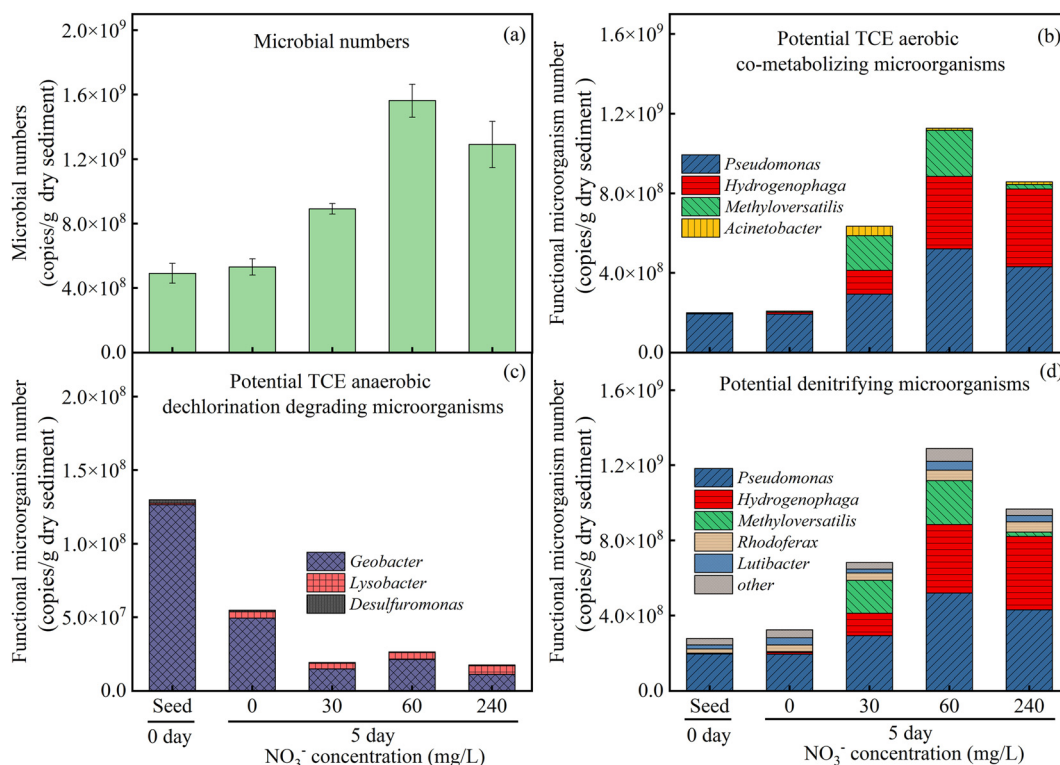 Microbial numbers
(copies/g dry sediment)
2.0×10⁹
1.6×10⁹
1.2×10⁹
8.0×10⁸
4.0×10⁸
0.0
Microbial numbers
(a)
Functional microorganism number
(copies/g dry sediment )
1.6×10⁹
1.2×10⁹
8.0×10⁸
4.0×10⁸
0.0
Potential TCE aerobic
co-metabolizing microorganisms
(b)
Pseudomonas
Hydrogenophaga
Methyloversatilis
Acinetobacter
Functional microorganism number
(copies/g dry sediment )
2.0×10⁸
1.5×10⁸
1.0×10⁸
5.0×10⁷
0.0
Potential TCE anaerobic
dechlorination degrading microorganisms
(c)
Geobacter
Lysobacter
Desulfuromonas
Seed 0 30 60 240
0 day 5 day
NO₃⁻ concentration (mg/L)
Functional microorganism number
(copies/g dry sediment )
1.6×10⁹
1.2×10⁹
8.0×10⁸
4.0×10⁸
0.0
Potential denitrifying microorganisms
(d)
Pseudomonas
Hydrogenophaga
Methyloversatilis
Rhodoferax
Lutibacter
other
Seed 0 30 60 240
0 day 5 day
NO₃⁻ concentration (mg/L)